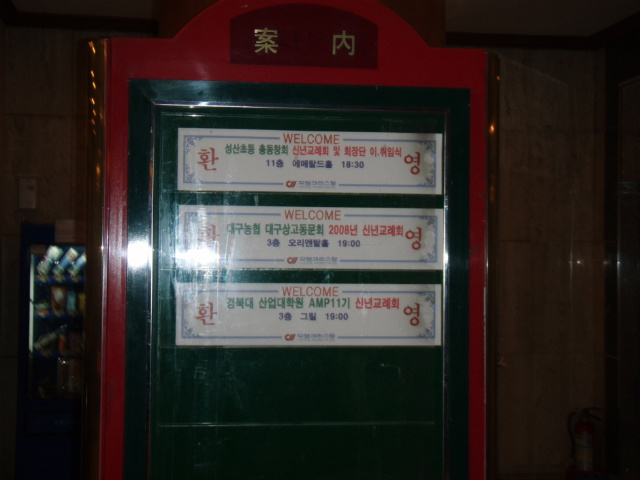 案 內
WELCOME
환 성산초등 총동창회 신년교례회 및 회장단 이.취임식 영
11층 에메랄드홀 18:30
WELCOME
환 대구농협 대구상고동문회 2008년 신년교례회 영
3층 오리엔탈홀 19:00
WELCOME
환 경북대 산업대학원 AMP11기 신년교례회 영
3층 그릴 19:00